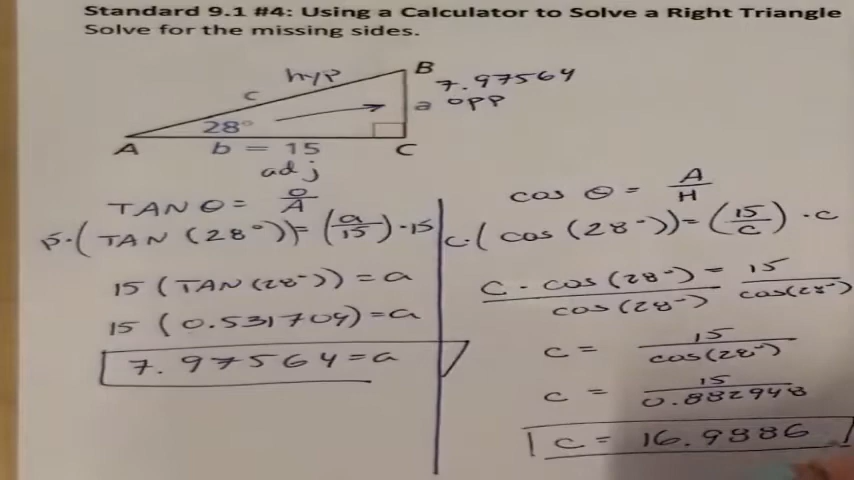 Standard 9.1 #4: Using a Calculator to Solve a Right Triangle
Solve for the missing sides.
hyp
B
7.97564
c
a opp
28°
A
b = 15
C
adj
TAN θ = O/A
15·(TAN (28°)) = (a/15)·15
15 (TAN(28°)) = a
15 (0.531709) = a
7.97564 = a
cos θ = A/H
c·(cos(28°)) = (15/c)·c
c · cos(28°) / cos(28°) = 15 / cos(28°)
c = 15 / cos(28°)
c = 15 / 0.882948
c = 16.9886